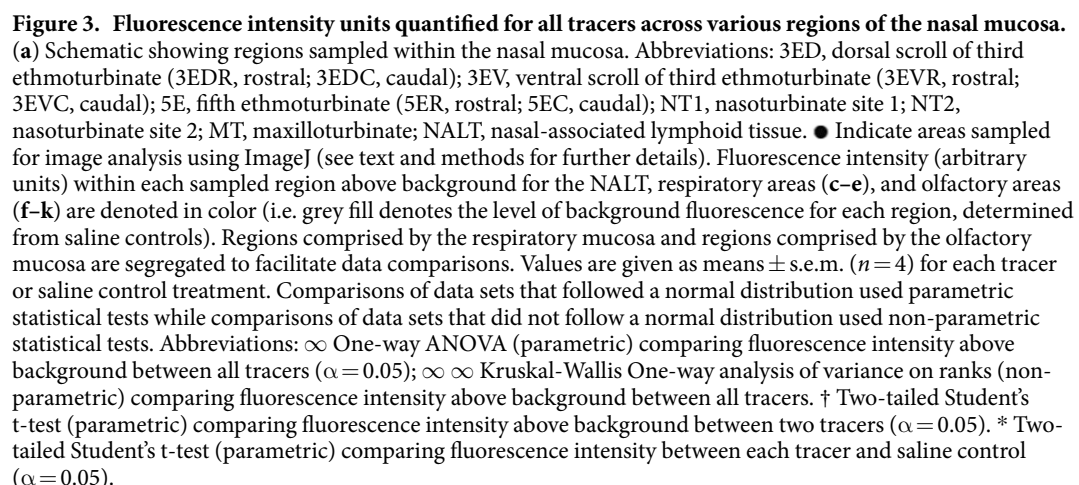 Figure 3. Fluorescence intensity units quantified for all tracers across various regions of the nasal mucosa.
(a) Schematic showing regions sampled within the nasal mucosa. Abbreviations: 3ED, dorsal scroll of third
ethmoturbinate (3EDR, rostral; 3EDC, caudal); 3EV, ventral scroll of third ethmoturbinate (3EVR, rostral;
3EVC, caudal); 5E, fifth ethmoturbinate (5ER, rostral; 5EC, caudal); NT1, nasoturbinate site 1; NT2,
nasoturbinate site 2; MT, maxilloturbinate; NALT, nasal-associated lymphoid tissue. ● Indicate areas sampled
for image analysis using ImageJ (see text and methods for further details). Fluorescence intensity (arbitrary
units) within each sampled region above background for the NALT, respiratory areas (c–e), and olfactory areas
(f–k) are denoted in color (i.e. grey fill denotes the level of background fluorescence for each region, determined
from saline controls). Regions comprised by the respiratory mucosa and regions comprised by the olfactory
mucosa are segregated to facilitate data comparisons. Values are given as means ± s.e.m. (n = 4) for each tracer
or saline control treatment. Comparisons of data sets that followed a normal distribution used parametric
statistical tests while comparisons of data sets that did not follow a normal distribution used non-parametric
statistical tests. Abbreviations: ∞ One-way ANOVA (parametric) comparing fluorescence intensity above
background between all tracers (α = 0.05); ∞ ∞ Kruskal-Wallis One-way analysis of variance on ranks (non-
parametric) comparing fluorescence intensity above background between all tracers. † Two-tailed Student’s
t-test (parametric) comparing fluorescence intensity above background between two tracers (α = 0.05). * Two-
tailed Student’s t-test (parametric) comparing fluorescence intensity between each tracer and saline control
(α = 0.05).